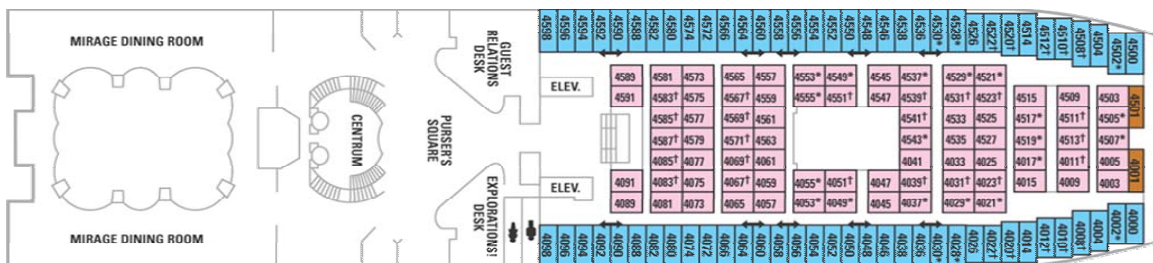 4598 4596 4594 4592 4590 4588 4582 4580 4574 4572 4566 4564 4560 4558 4556 4554 4552 4550 4548 4546 4538 4536 4530* 4528* 4526 4522† 4520† 4514 4512† 4510† 4508† 4504 4502* 4500
MIRAGE DINING ROOM
GUEST
RELATIONS
DESK
ELEV.
4589 4581 4573 4565 4557 4553* 4549* 4545 4537* 4529* 4521*
4591 4583† 4575 4567† 4559 4555* 4551† 4547 4539† 4531† 4523† 4515 4509 4503 4501
4585† 4577 4569† 4561 4541† 4533 4525 4517* 4511† 4505*
CENTRUM
PURSER'S
SQUARE
4587† 4579 4571† 4563 4543* 4535 4527 4519* 4513† 4507*
4085† 4077 4069† 4061 4041 4033 4025 4017* 4011† 4005
ELEV.
4091 4083† 4075 4067† 4059 4055* 4051† 4047 4039† 4031† 4023† 4015 4009 4003 4001
4089 4081 4073 4065 4057 4053* 4049* 4045 4037* 4029* 4021*
EXPLORATIONS!
DESK
MIRAGE DINING ROOM
4098 4096 4094 4092 4090 4088 4082 4080 4074 4072 4066 4064 4060 4058 4056 4054 4052 4050 4048 4046 4038 4036 4030* 4028* 4026 4022† 4020† 4014 4012† 4010† 4008† 4004 4002* 4000